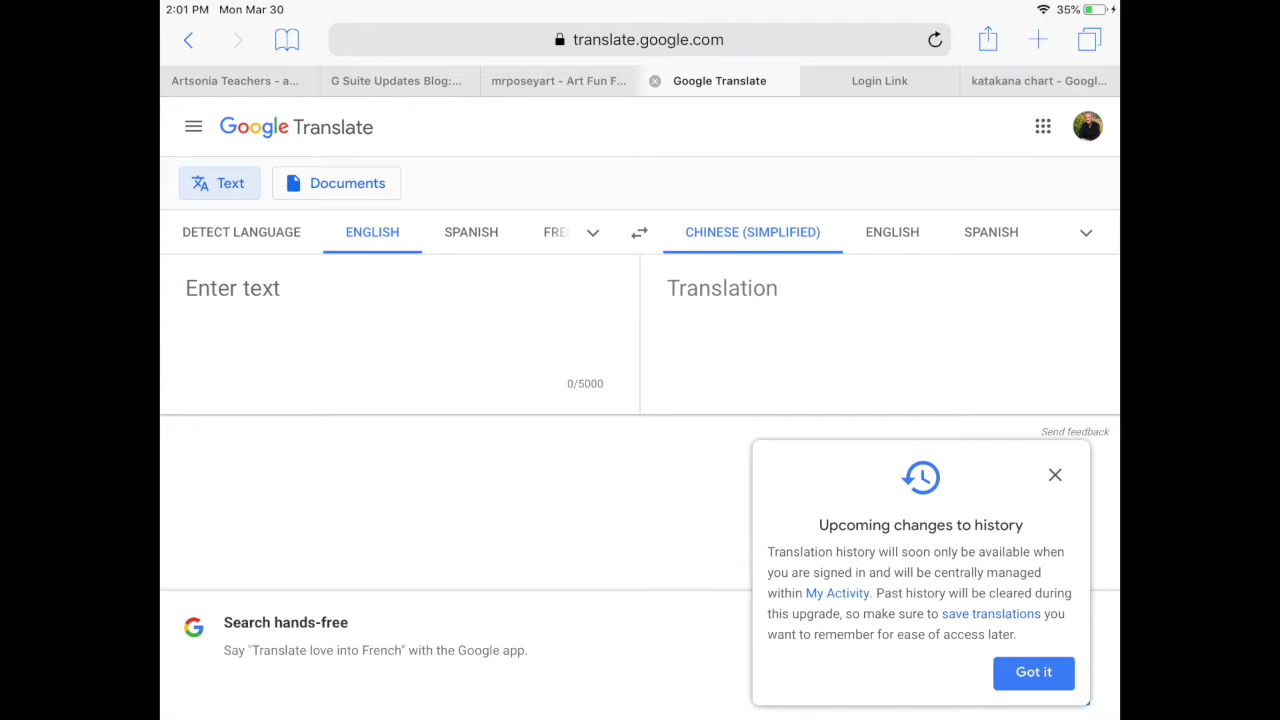 2:01 PM Mon Mar 30 35%
translate.google.com
Artsonia Teachers - a... G Suite Updates Blog:... mrposeyart - Art Fun F... Google Translate Login Link katakana chart - Googl...
Google Translate
Text Documents
DETECT LANGUAGE ENGLISH SPANISH FRE CHINESE (SIMPLIFIED) ENGLISH SPANISH
Enter text Translation
0/5000
Send feedback
Upcoming changes to history
Translation history will soon only be available when
you are signed in and will be centrally managed
within My Activity. Past history will be cleared during
this upgrade, so make sure to save translations you
want to remember for ease of access later.
Got it
Search hands-free
Say "Translate love into French" with the Google app.